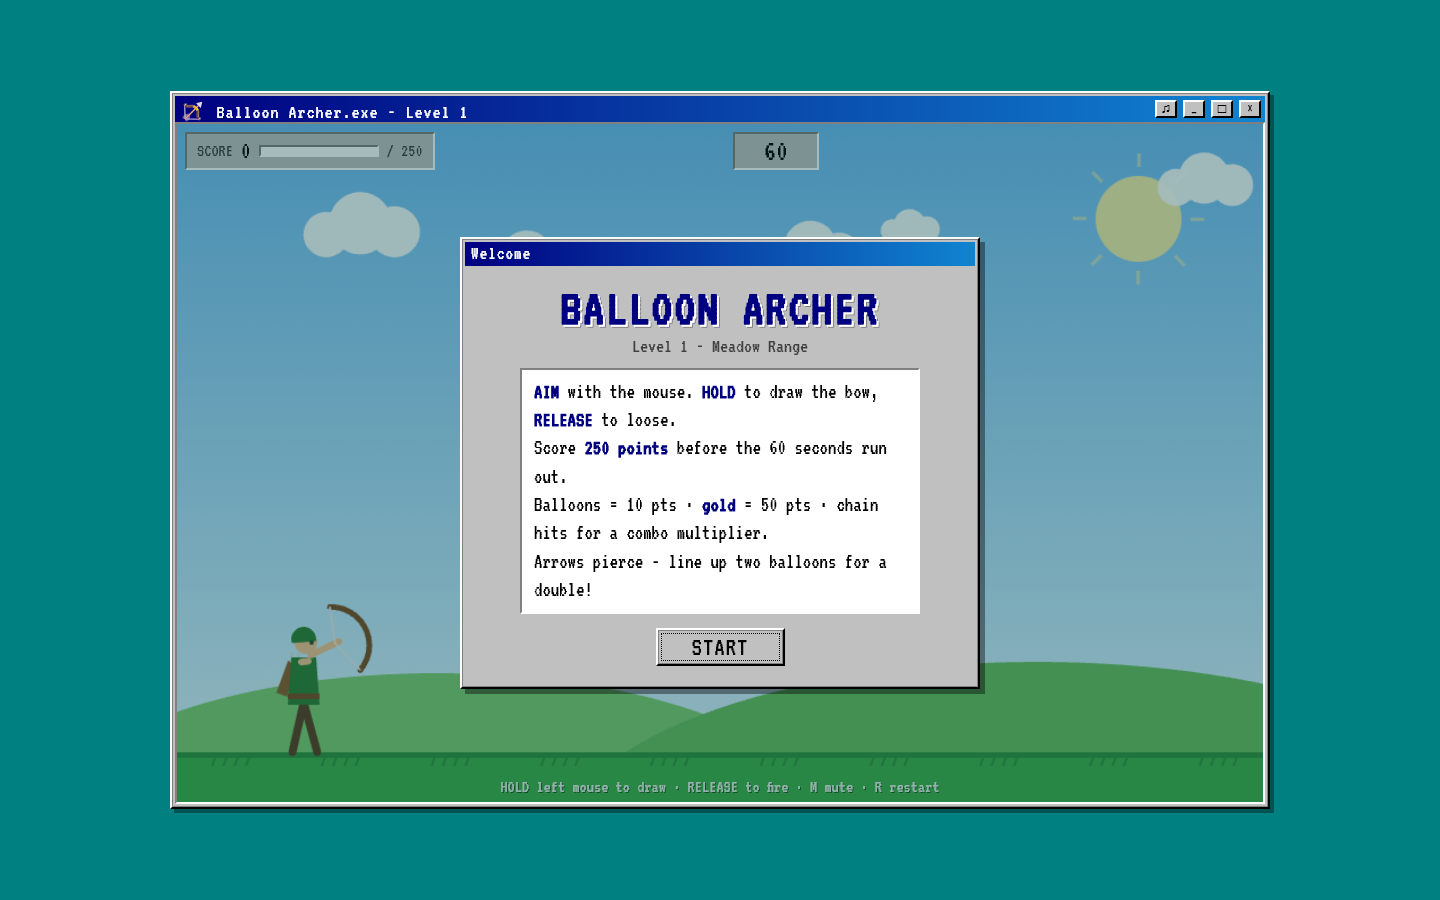 Balloon Archer.exe - Level 1
SCORE 0 / 250
60
Welcome
BALLOON ARCHER
Level 1 - Meadow Range
AIM with the mouse. HOLD to draw the bow,
RELEASE to loose.
Score 250 points before the 60 seconds run
out.
Balloons = 10 pts · gold = 50 pts · chain
hits for a combo multiplier.
Arrows pierce - line up two balloons for a
double!
START
HOLD left mouse to draw · RELEASE to fire · M mute · R restart